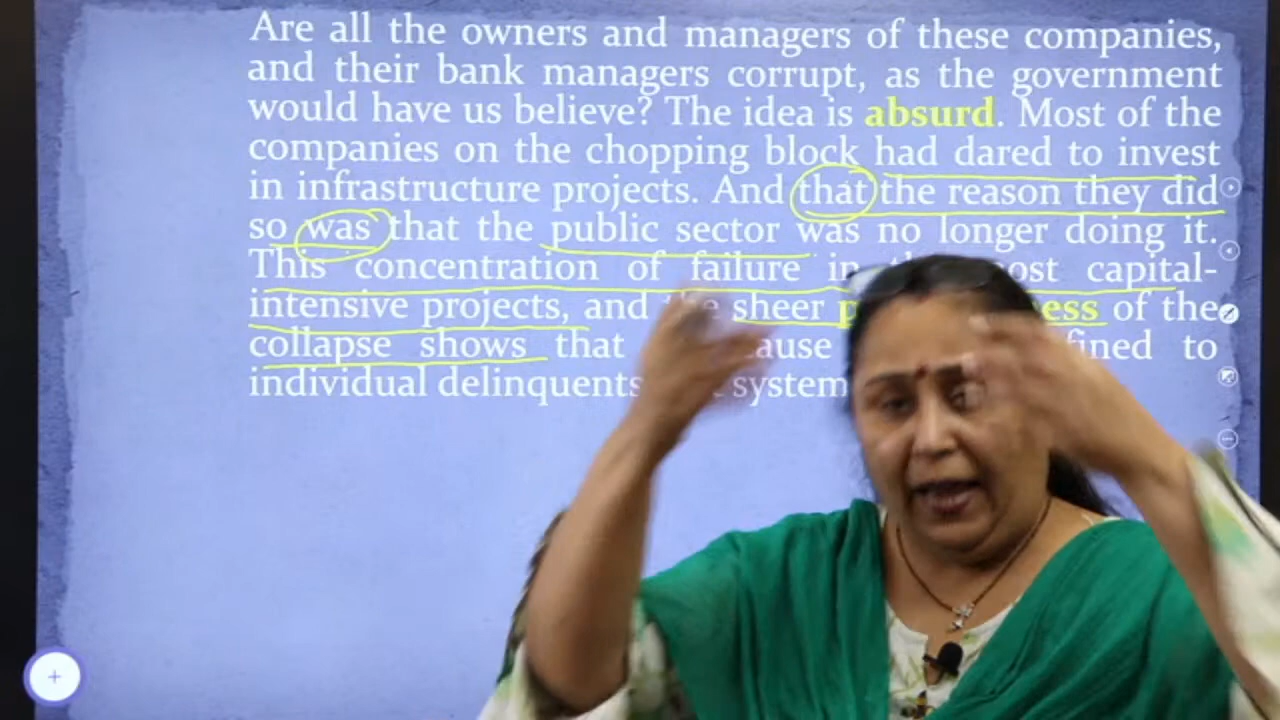 Are all the owners and managers of these companies,
and their bank managers corrupt, as the government
would have us believe? The idea is absurd. Most of the
companies on the chopping block had dared to invest
in infrastructure projects. And that the reason they did
so was that the public sector was no longer doing it.
This concentration of failure in capital-
intensive projects, and sheer of the
collapse shows that to
individual delinquents system